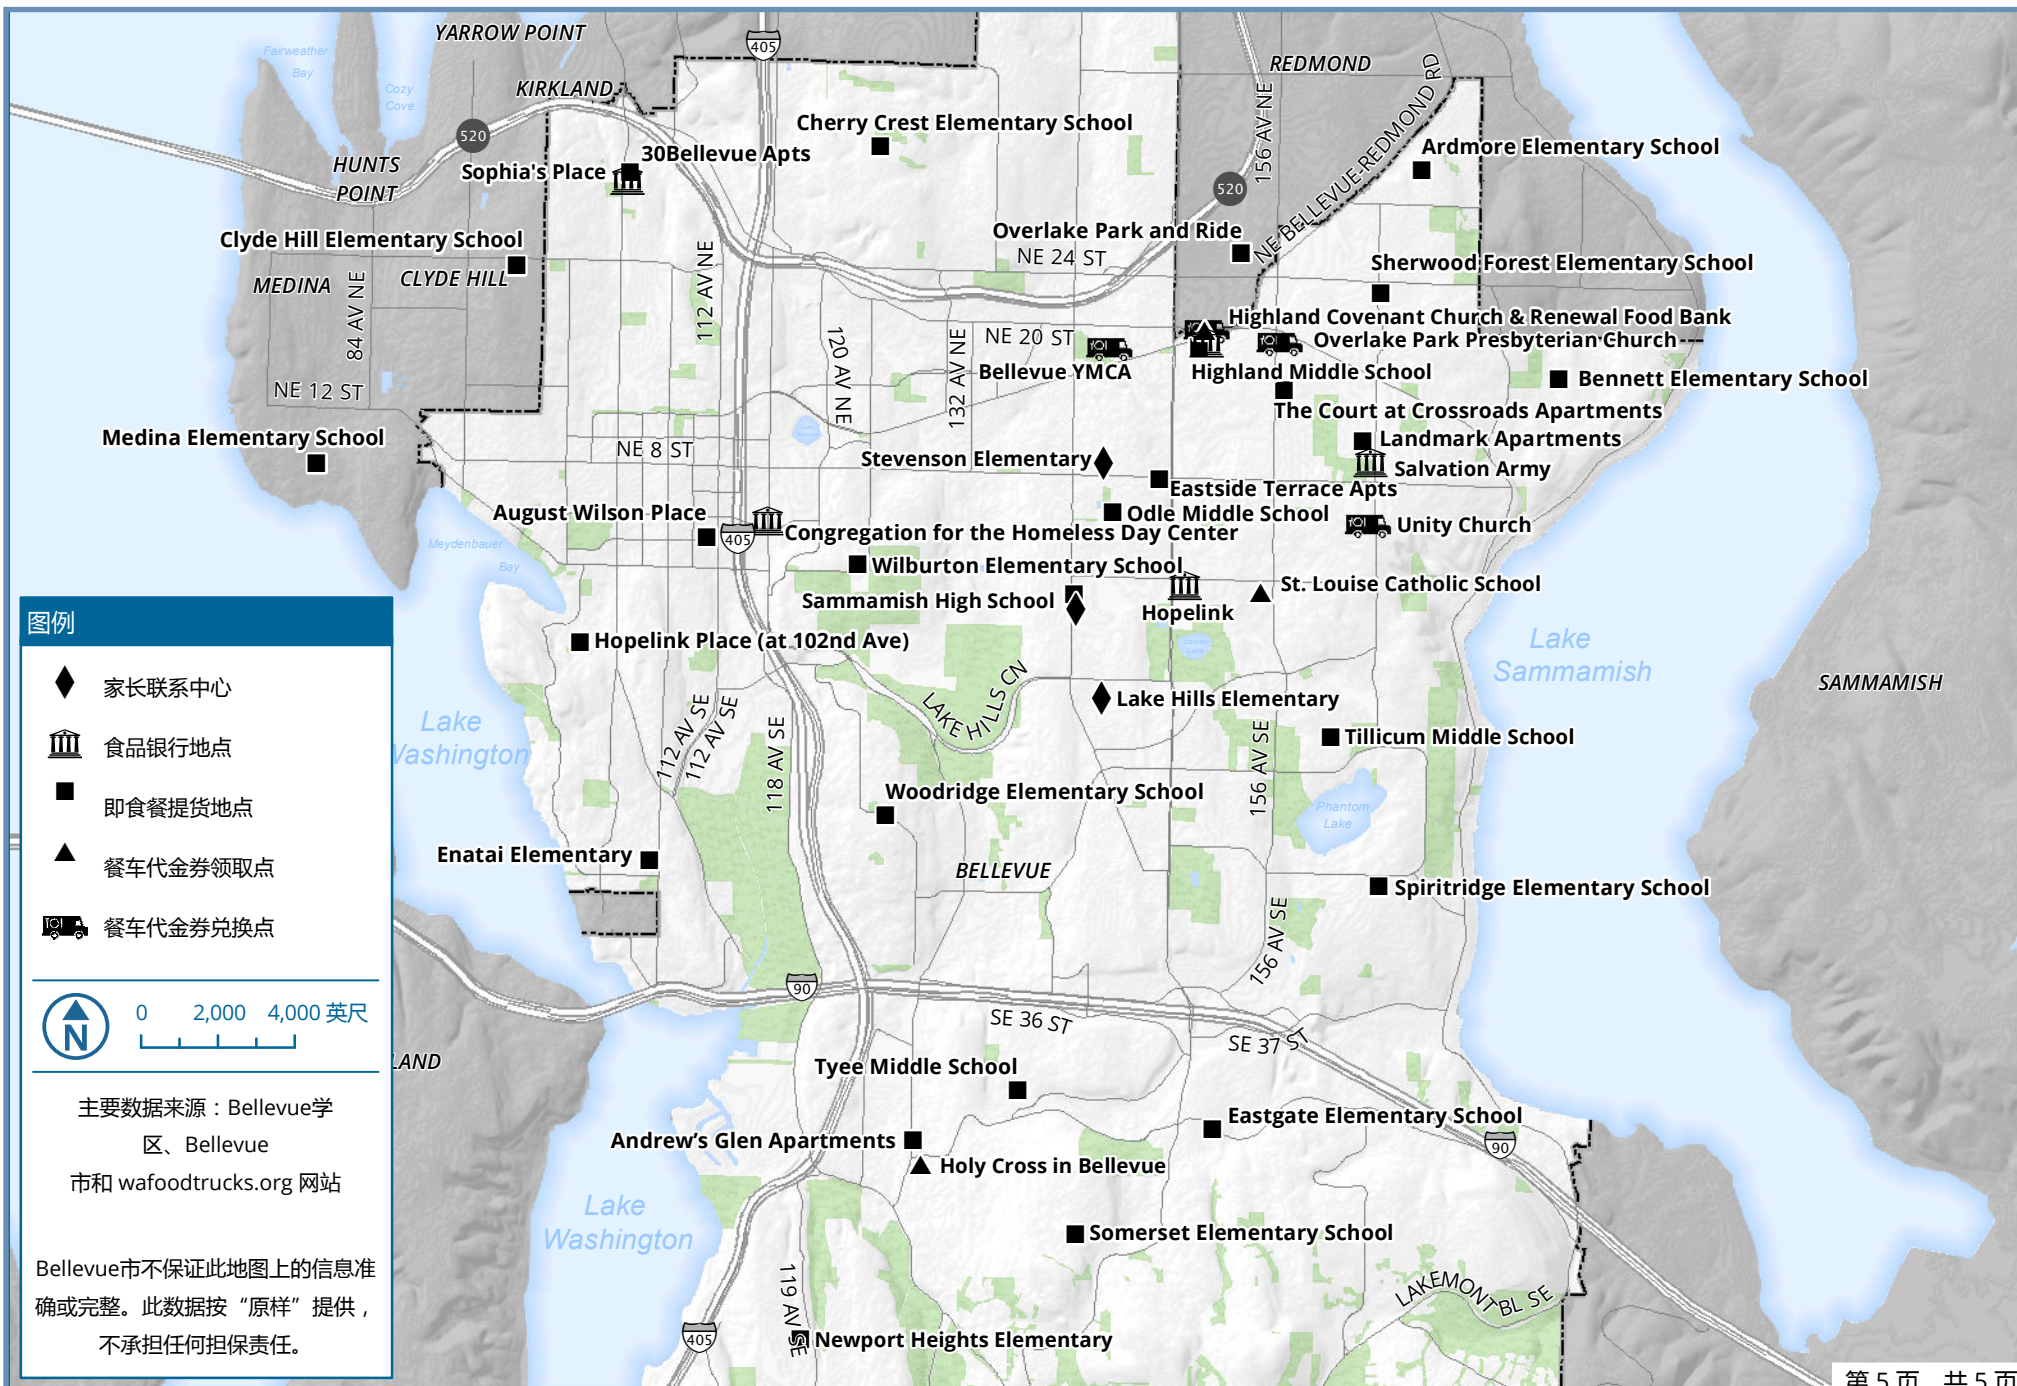 YARROW POINT
405
REDMOND
Fairweather
Bay
KIRKLAND
Cozy
Cove
156 AV NE
NE BELLEVUE-REDMOND RD
520
Cherry Crest Elementary School
30Bellevue Apts
Ardmore Elementary School
HUNTS
POINT
Sophia's Place
520
Clyde Hill Elementary School
Overlake Park and Ride
NE 24 ST
Sherwood Forest Elementary School
MEDINA
CLYDE HILL
84 AV NE
112 AV NE
120 AV NE
132 AV NE
NE 20 ST
Highland Covenant Church & Renewal Food Bank
Overlake Park Presbyterian Church
Bellevue YMCA
Highland Middle School
Bennett Elementary School
NE 12 ST
The Court at Crossroads Apartments
Medina Elementary School
Landmark Apartments
NE 8 ST
Stevenson Elementary
Salvation Army
Eastside Terrace Apts
August Wilson Place
Odle Middle School
Unity Church
405
Congregation for the Homeless Day Center
Meydenbauer
Bay
Wilburton Elementary School
St. Louise Catholic School
Sammamish High School
Hopelink
Hopelink Place (at 102nd Ave)
Larsen
Lake
Lake
Sammamish
SAMMAMISH
LAKE HILLS CN
Lake Hills Elementary
Lake
Washington
112 AV SE
112 AV SE
118 AV SE
156 AV SE
Tillicum Middle School
Woodridge Elementary School
Phantom
Lake
Enatai Elementary
BELLEVUE
Spiritridge Elementary School
156 AV SE
90
SE 36 ST
SE 37 ST
LAND
Tyee Middle School
Eastgate Elementary School
Andrew’s Glen Apartments
90
Holy Cross in Bellevue
Lake
Washington
Somerset Elementary School
119 AV SE
LAKEMONT BL SE
405
Newport Heights Elementary
图例
家长联系中心
食品银行地点
即食餐提货地点
餐车代金券领取点
餐车代金券兑换点
N
0 2,000 4,000 英尺
主要数据来源：Bellevue学
区、Bellevue
市和 wafoodtrucks.org 网站
Bellevue市不保证此地图上的信息准
确或完整。此数据按“原样”提供，
不承担任何担保责任。
第 5 页，共 5 页